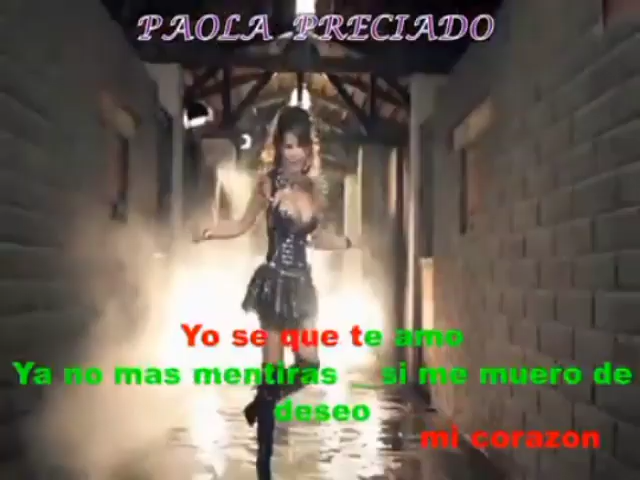 PAOLA PRECIADO
Yo se que te amo
Ya no mas mentiras _ si me muero de
deseo
mi corazon